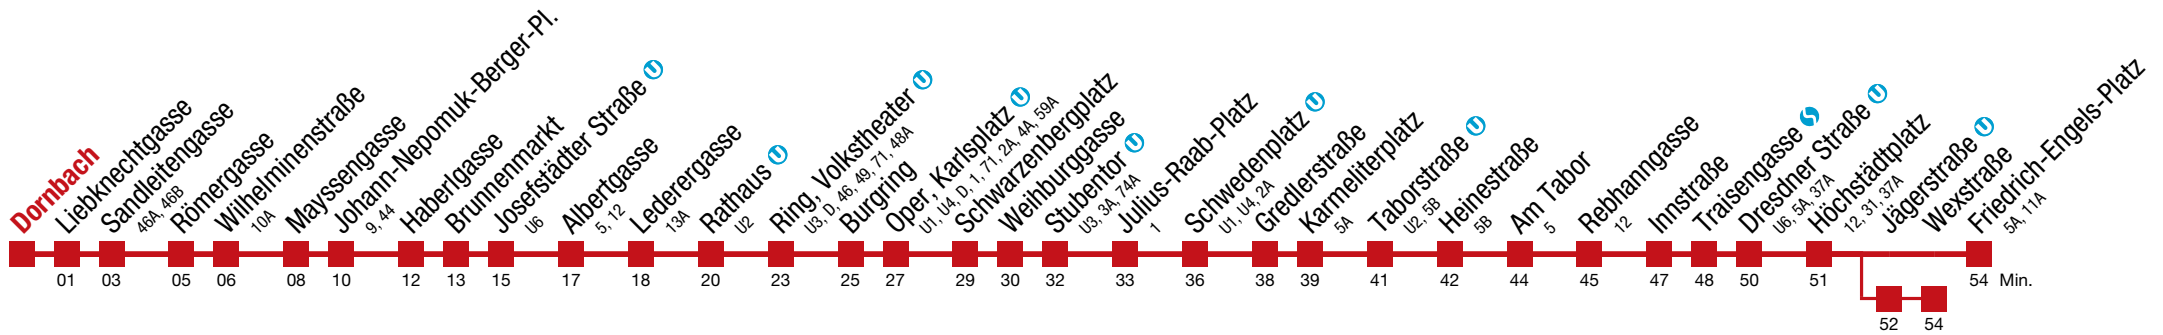 Dornbach
Liebknechtgasse
Sandleitengasse
46A, 46B
Römergasse
Wilhelminenstraße
10A
Mayssengasse
Johann-Nepomuk-Berger-Pl.
9, 44
Haberlgasse
Brunnenmarkt
Josefstädter Straße U
U6
Albertgasse
5, 12
Lederergasse
13A
Rathaus U
U2
Ring, Volkstheater U
U3, D, 46, 49, 71, 48A
Burgring
Oper, Karlsplatz U
U1, U4, D, 1, 71, 2A, 4A, 59A
Schwarzenbergplatz
Weihburggasse
Stubentor U
U3, 3A, 74A
Julius-Raab-Platz
1
Schwedenplatz U
U1, U4, 2A
Gredlerstraße
Karmeliterplatz
5A
Taborstraße U
U2, 5B
Heinestraße
5B
Am Tabor
5
Rebhanngasse
12
Innstraße
Traisengasse S
Dresdner Straße U
U6, 5A, 37A
Höchstädtplatz
12, 31, 37A
Jägerstraße U
Wexstraße
Friedrich-Engels-Platz
5A, 11A
01 03 05 06 08 10 12 13 15 17 18 20 23 25 27 29 30 32 33 36 38 39 41 42 44 45 47 48 50 51 54 Min.
52 54